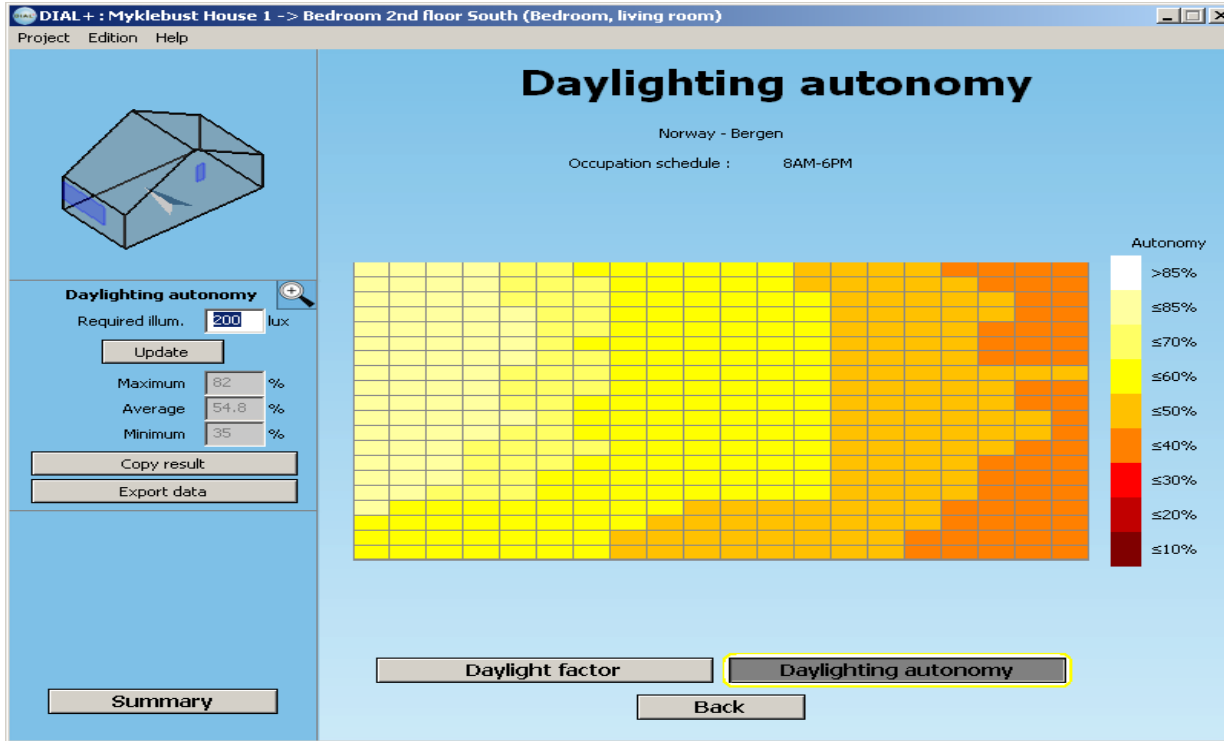 DIAL+ : Myklebust House 1 -> Bedroom 2nd floor South (Bedroom, living room)
Project Edition Help
Daylighting autonomy
Required illum. 200 lux
Update
Maximum 82 %
Average 54.8 %
Minimum 35 %
Copy result
Export data
Summary
Daylighting autonomy
Norway - Bergen
Occupation schedule : 8AM-6PM
Autonomy
>85%
≤85%
≤70%
≤60%
≤50%
≤40%
≤30%
≤20%
≤10%
Daylight factor Daylighting autonomy
Back